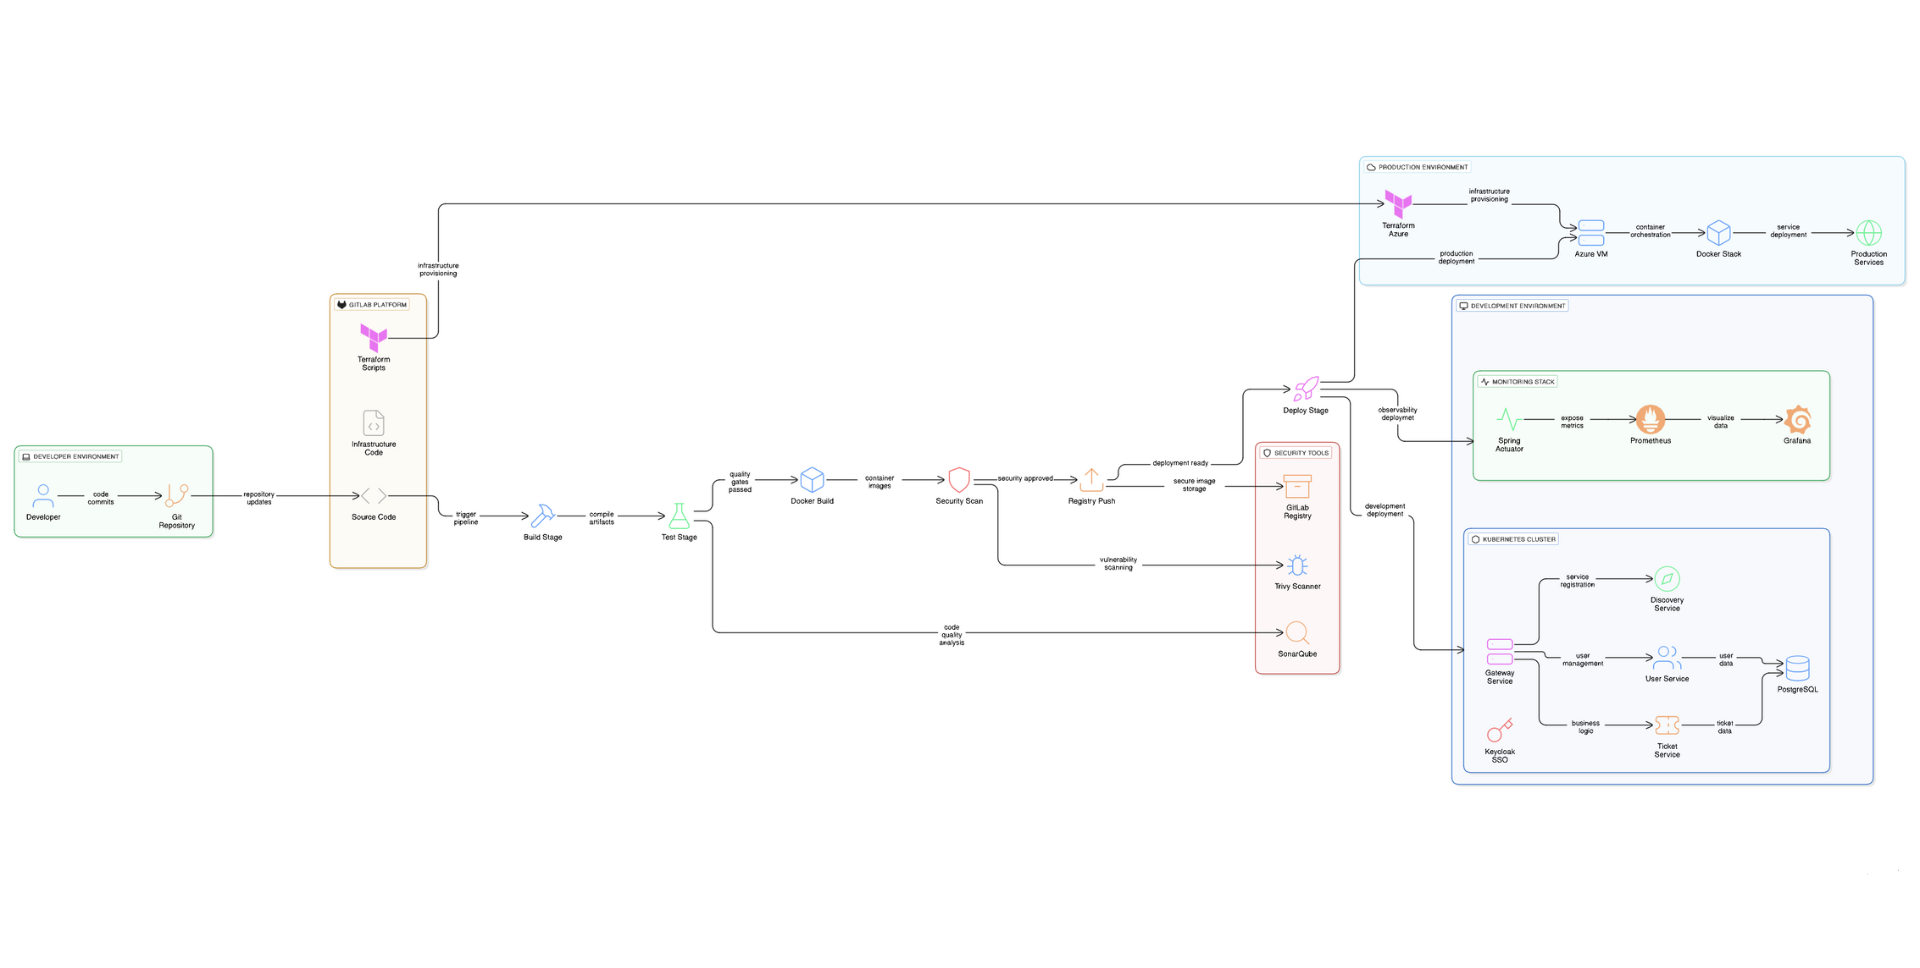 PRODUCTION ENVIRONMENT
infrastructure
provisioning
Terraform
Azure
production
deployment
Azure VM
container
orchestration
Docker Stack
service
deployment
Production
Services
infrastructure
provisioning
GITLAB PLATFORM
Terraform
Scripts
Infrastructure
Code
Source Code
DEVELOPER ENVIRONMENT
Developer
code
commits
Git
Repository
repository
updates
trigger
pipeline
Build Stage
compile
artifacts
Test Stage
quality
gates
passed
Docker Build
container
images
Security Scan
security approved
Registry Push
deployment ready
secure image
storage
vulnerability
scanning
code
quality
analysis
Deploy Stage
SECURITY TOOLS
GitLab
Registry
Trivy Scanner
SonarQube
observability
deploymet
development
deployment
DEVELOPMENT ENVIRONMENT
MONITORING STACK
Spring
Actuator
expose
metrics
Prometheus
visualize
data
Grafana
KUBERNETES CLUSTER
service
registration
Discovery
Service
Gateway
Service
user
management
User Service
user
data
PostgreSQL
business
logic
Ticket
Service
ticket
data
Keycloak
SSO